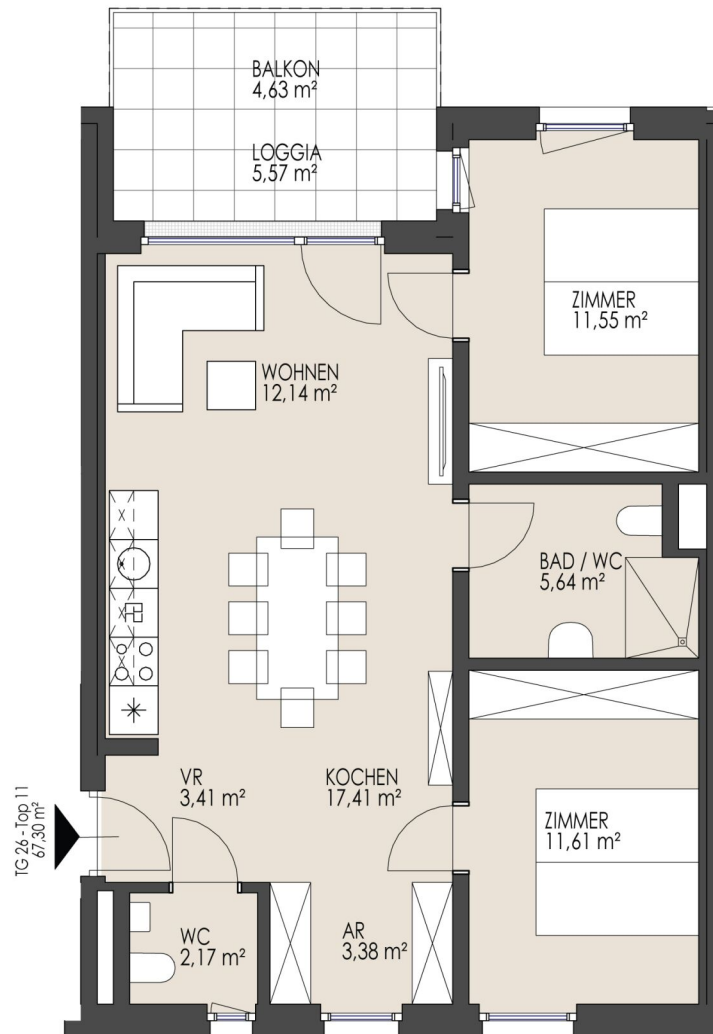 BALKON
4,63 m²
LOGGIA
5,57 m²
ZIMMER
11,55 m²
WOHNEN
12,14 m²
BAD / WC
5,64 m²
VR
3,41 m²
KOCHEN
17,41 m²
TG 26 - Top 11
67,30 m²
ZIMMER
11,61 m²
WC
2,17 m²
AR
3,38 m²